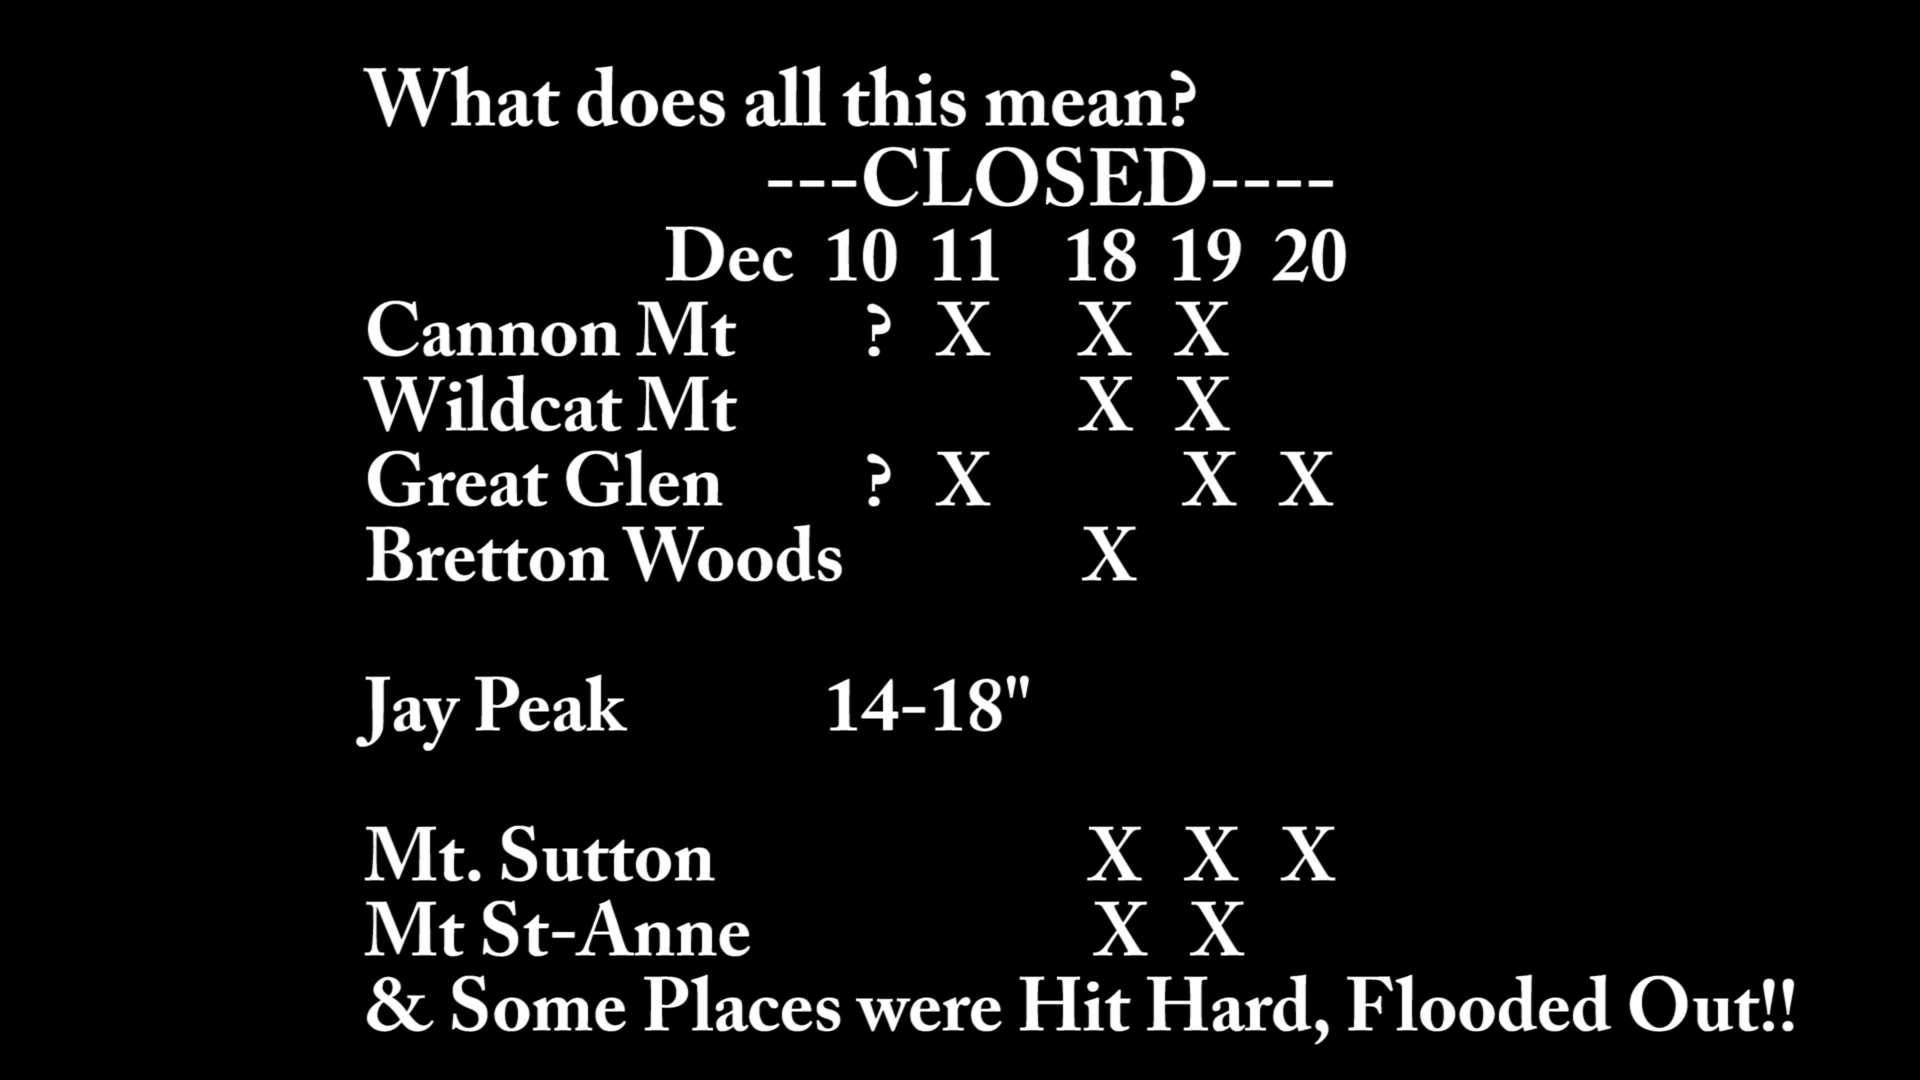 What does all this mean?
---CLOSED----
Dec 10 11 18 19 20
Cannon Mt ? X X X
Wildcat Mt X X
Great Glen ? X X X
Bretton Woods X
Jay Peak 14-18"
Mt. Sutton X X X
Mt St-Anne X X
& Some Places were Hit Hard, Flooded Out!!